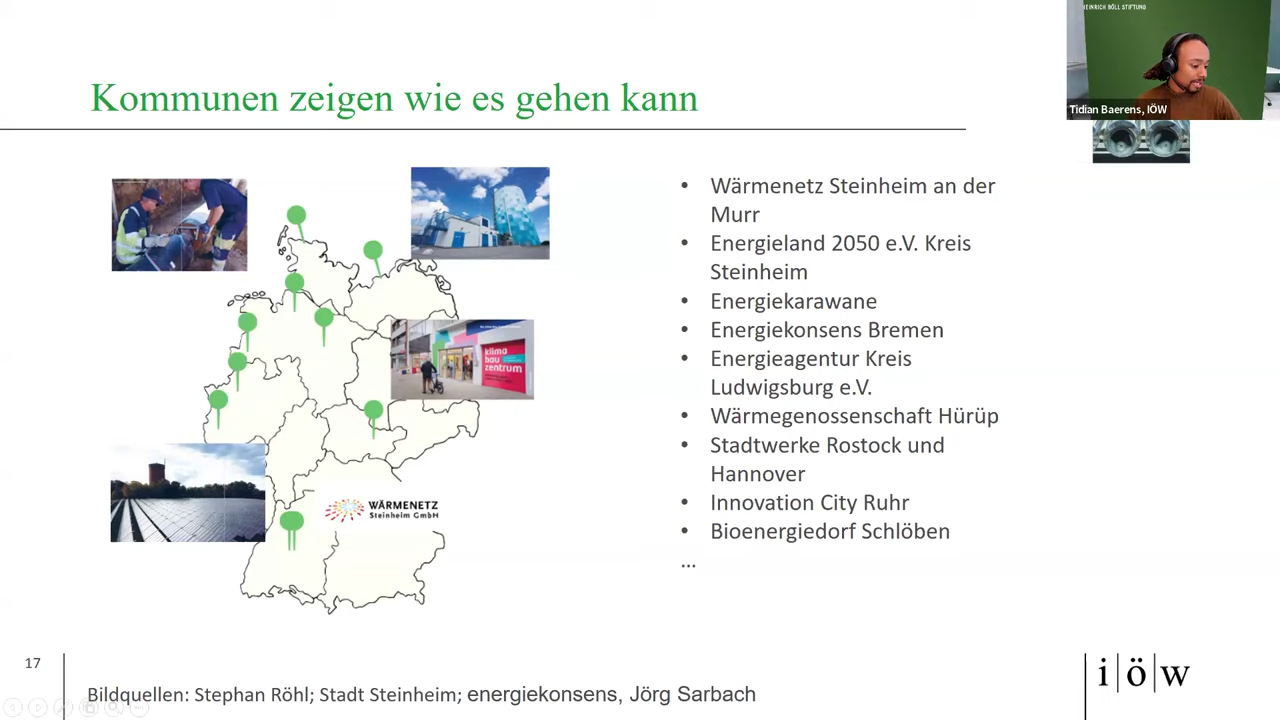 HEINRICH BÖLL STIFTUNG
Tidian Baerens, IÖW
Kommunen zeigen wie es gehen kann
• Wärmenetz Steinheim an der
Murr
• Energieland 2050 e.V. Kreis
Steinheim
• Energiekarawane
• Energiekonsens Bremen
• Energieagentur Kreis
Ludwigsburg e.V.
• Wärmegenossenschaft Hürüp
• Stadtwerke Rostock und
Hannover
• Innovation City Ruhr
• Bioenergiedorf Schlöben
...
klima
bau
zentrum
WÄRMENETZ
Steinheim GmbH
17
Bildquellen: Stephan Röhl; Stadt Steinheim; energiekonsens, Jörg Sarbach
i|ö|w